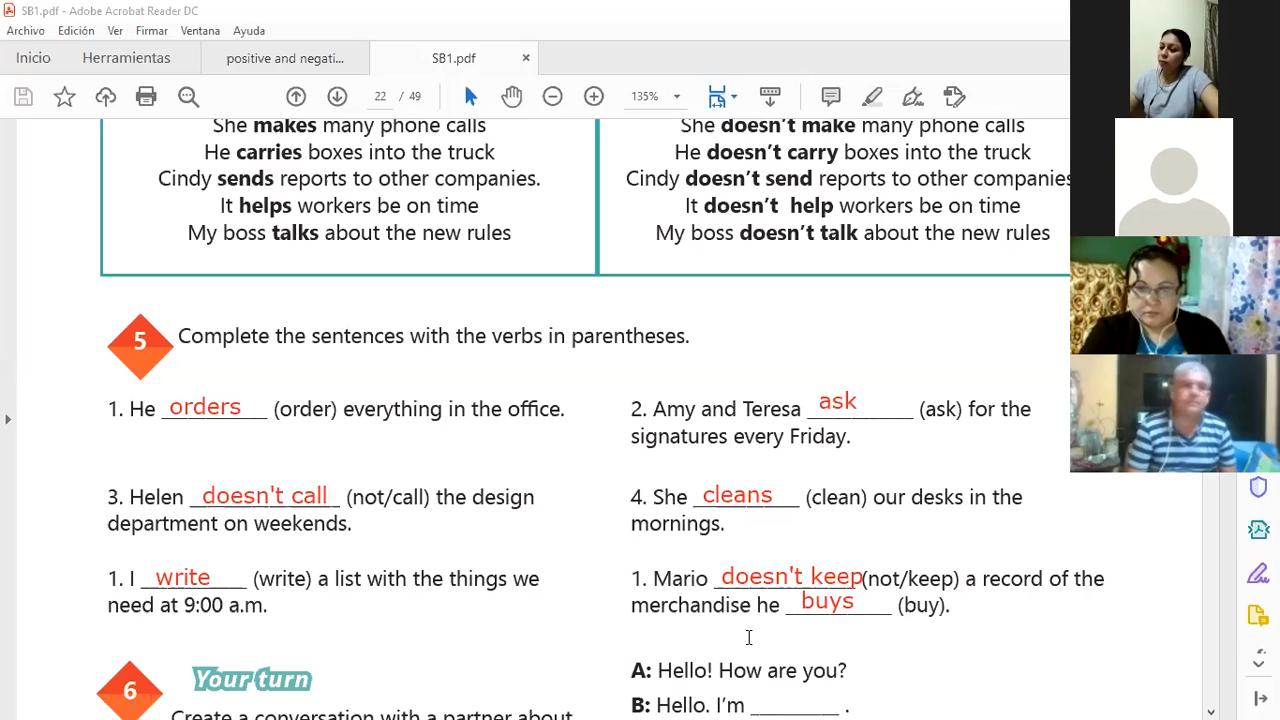 SB1.pdf - Adobe Acrobat Reader DC
Archivo Edición Ver Firmar Ventana Ayuda
Inicio Herramientas positive and negati... SB1.pdf ×
22 / 49 135%
She makes many phone calls
He carries boxes into the truck
Cindy sends reports to other companies.
It helps workers be on time
My boss talks about the new rules
She doesn't make many phone calls
He doesn't carry boxes into the truck
Cindy doesn't send reports to other companies
It doesn't help workers be on time
My boss doesn't talk about the new rules
5 Complete the sentences with the verbs in parentheses.
1. He orders (order) everything in the office.
2. Amy and Teresa ask (ask) for the
signatures every Friday.
3. Helen doesn't call (not/call) the design
department on weekends.
4. She cleans (clean) our desks in the
mornings.
1. I write (write) a list with the things we
need at 9:00 a.m.
1. Mario doesn't keep (not/keep) a record of the
merchandise he buys (buy).
6 Your turn
Create a conversation with a partner about
A: Hello! How are you?
B: Hello. I'm _________ .